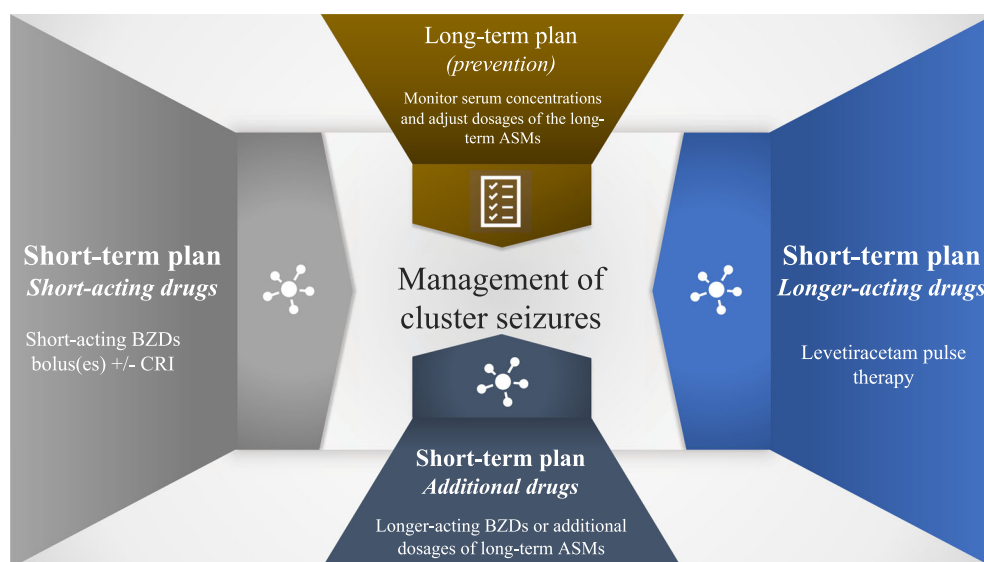 Long-term plan
(prevention)
Monitor serum concentrations
and adjust dosages of the long-
term ASMs
Short-term plan
Short-acting drugs
Short-acting BZDs
bolus(es) +/- CRI
Management of
cluster seizures
Short-term plan
Longer-acting drugs
Levetiracetam pulse
therapy
Short-term plan
Additional drugs
Longer-acting BZDs or additional
dosages of long-term ASMs